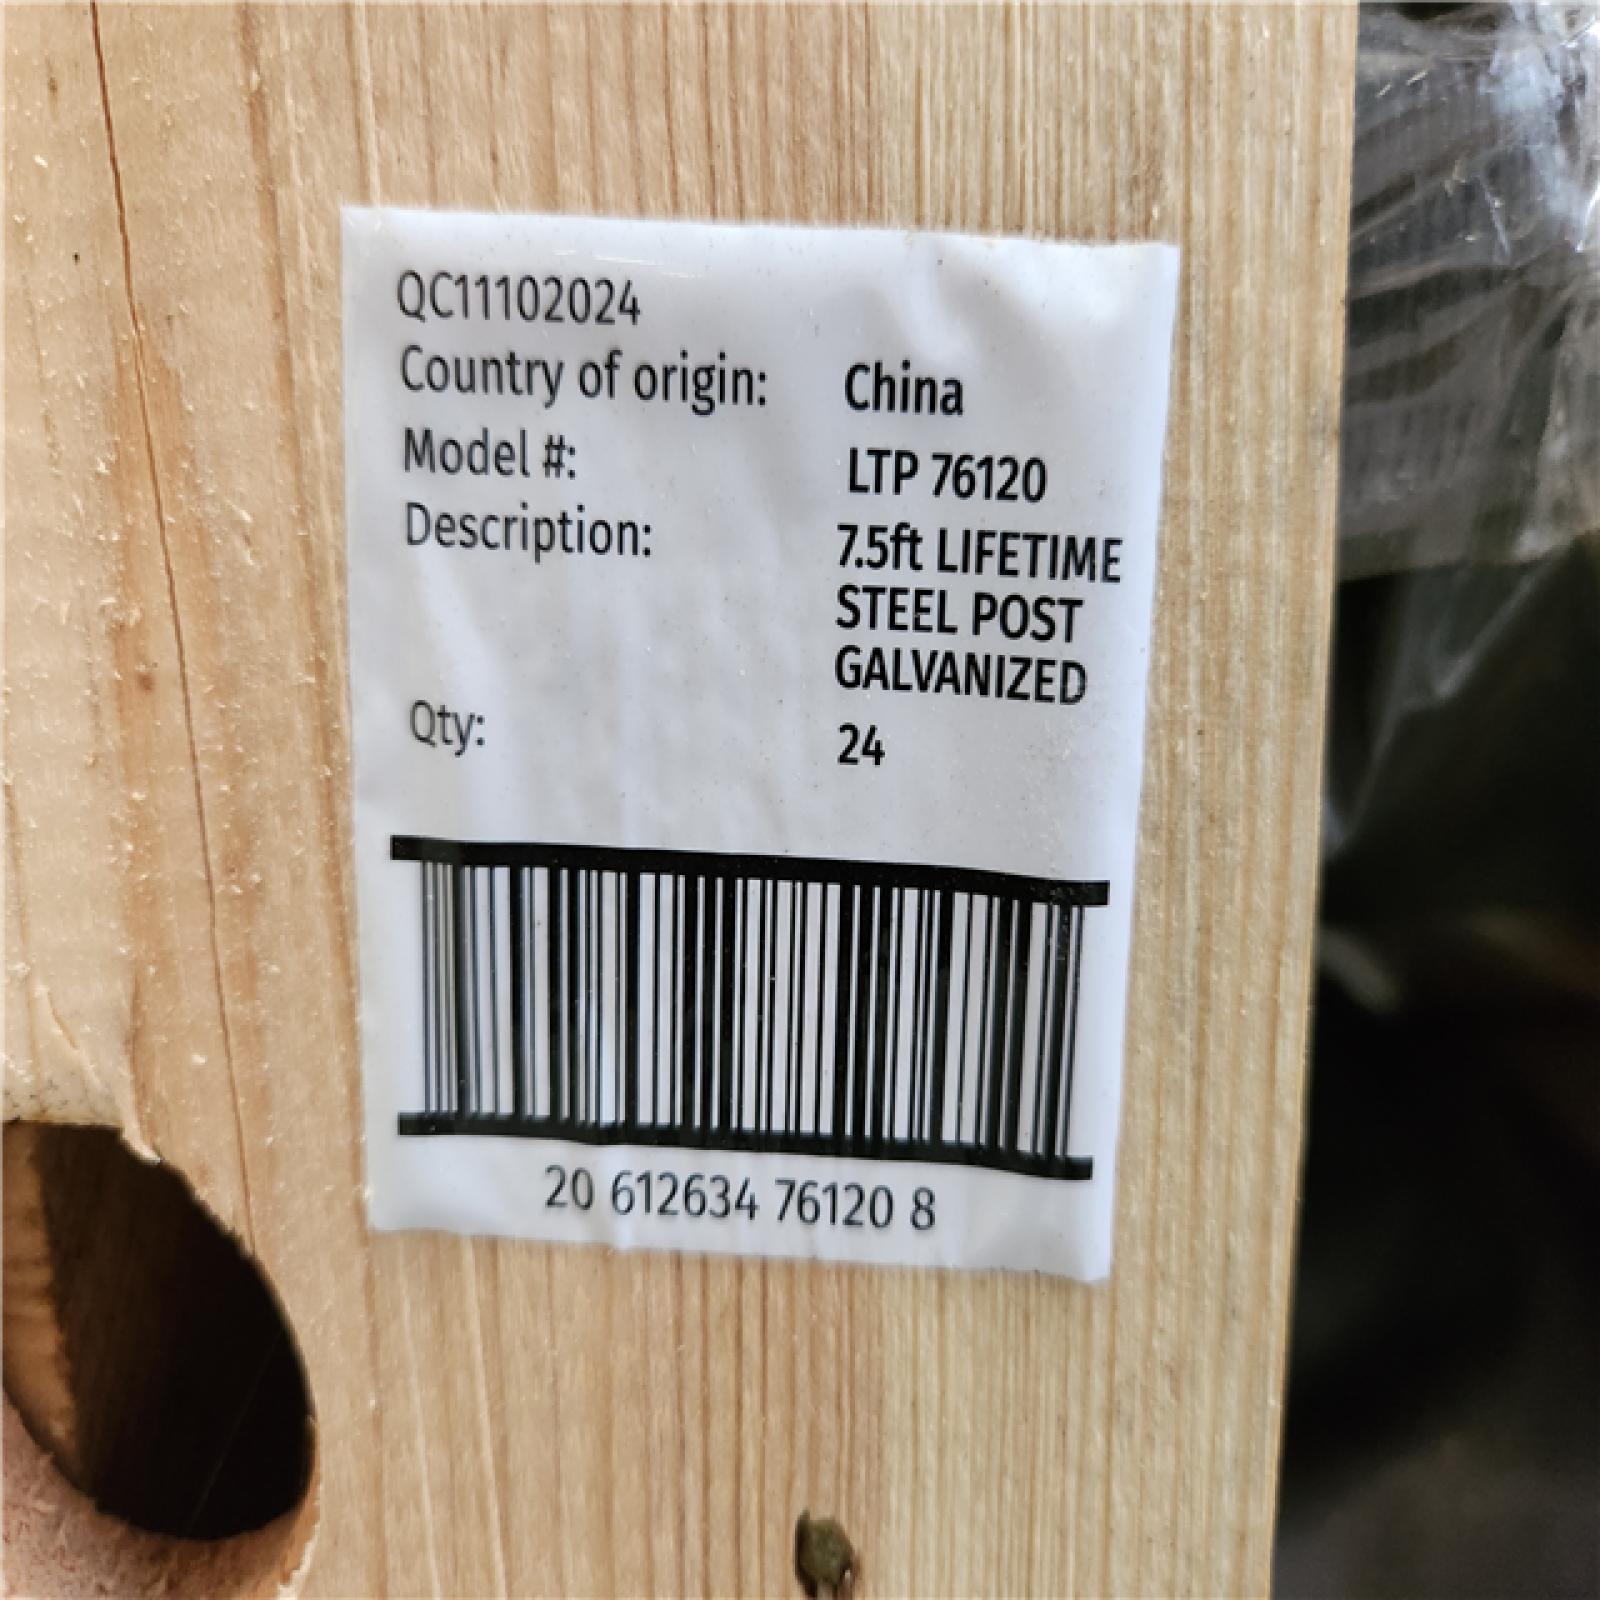 QC11102024
Country of origin: China
Model #: LTP 76120
Description: 7.5ft LIFETIME
STEEL POST
GALVANIZED
Qty: 24
20 612634 76120 8